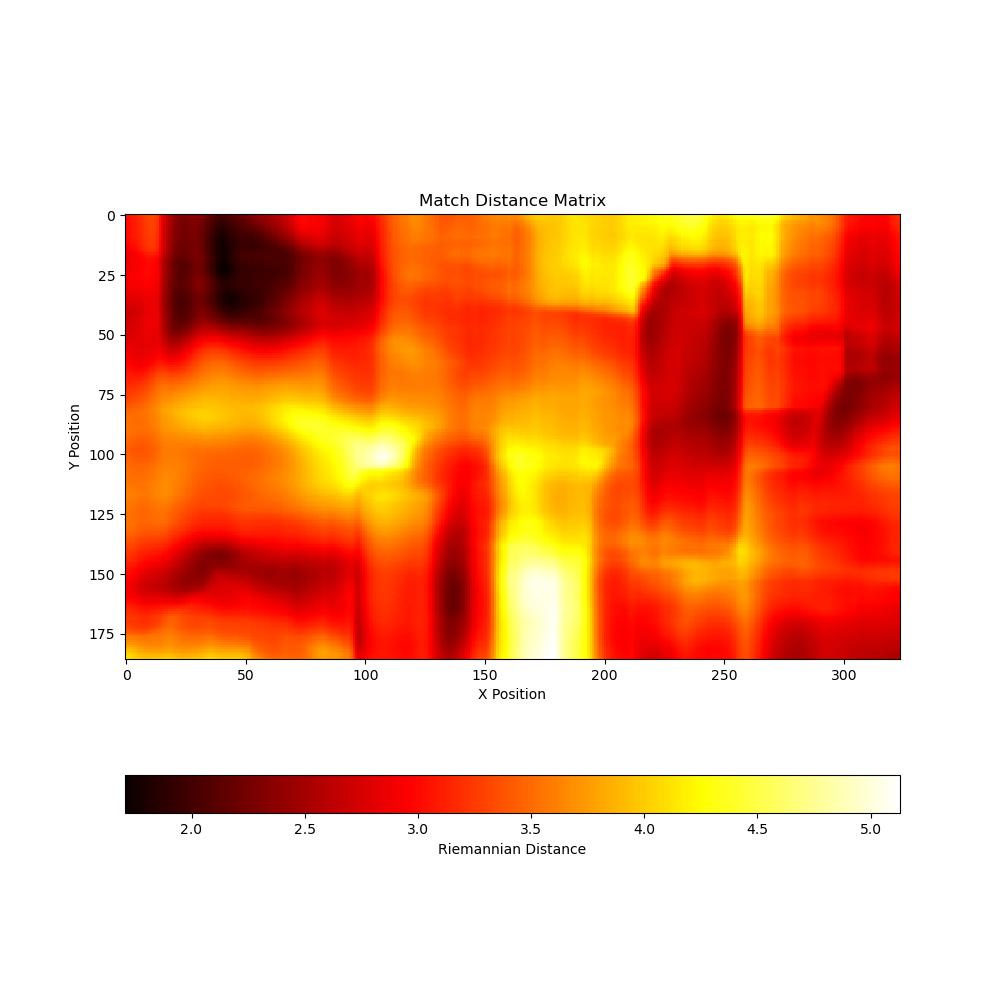 Match Distance Matrix
0
25
50
75
100
125
150
175
Y Position
0 50 100 150 200 250 300
X Position
2.0 2.5 3.0 3.5 4.0 4.5 5.0
Riemannian Distance